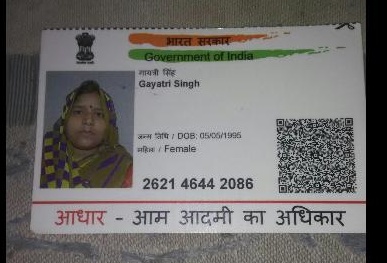 भारत सरकार
Government of India
गायत्री सिंह
Gayatri Singh
जन्म तिथि / DOB: 05/05/1995
महिला / Female
2621 4644 2086
आधार - आम आदमी का अधिकार